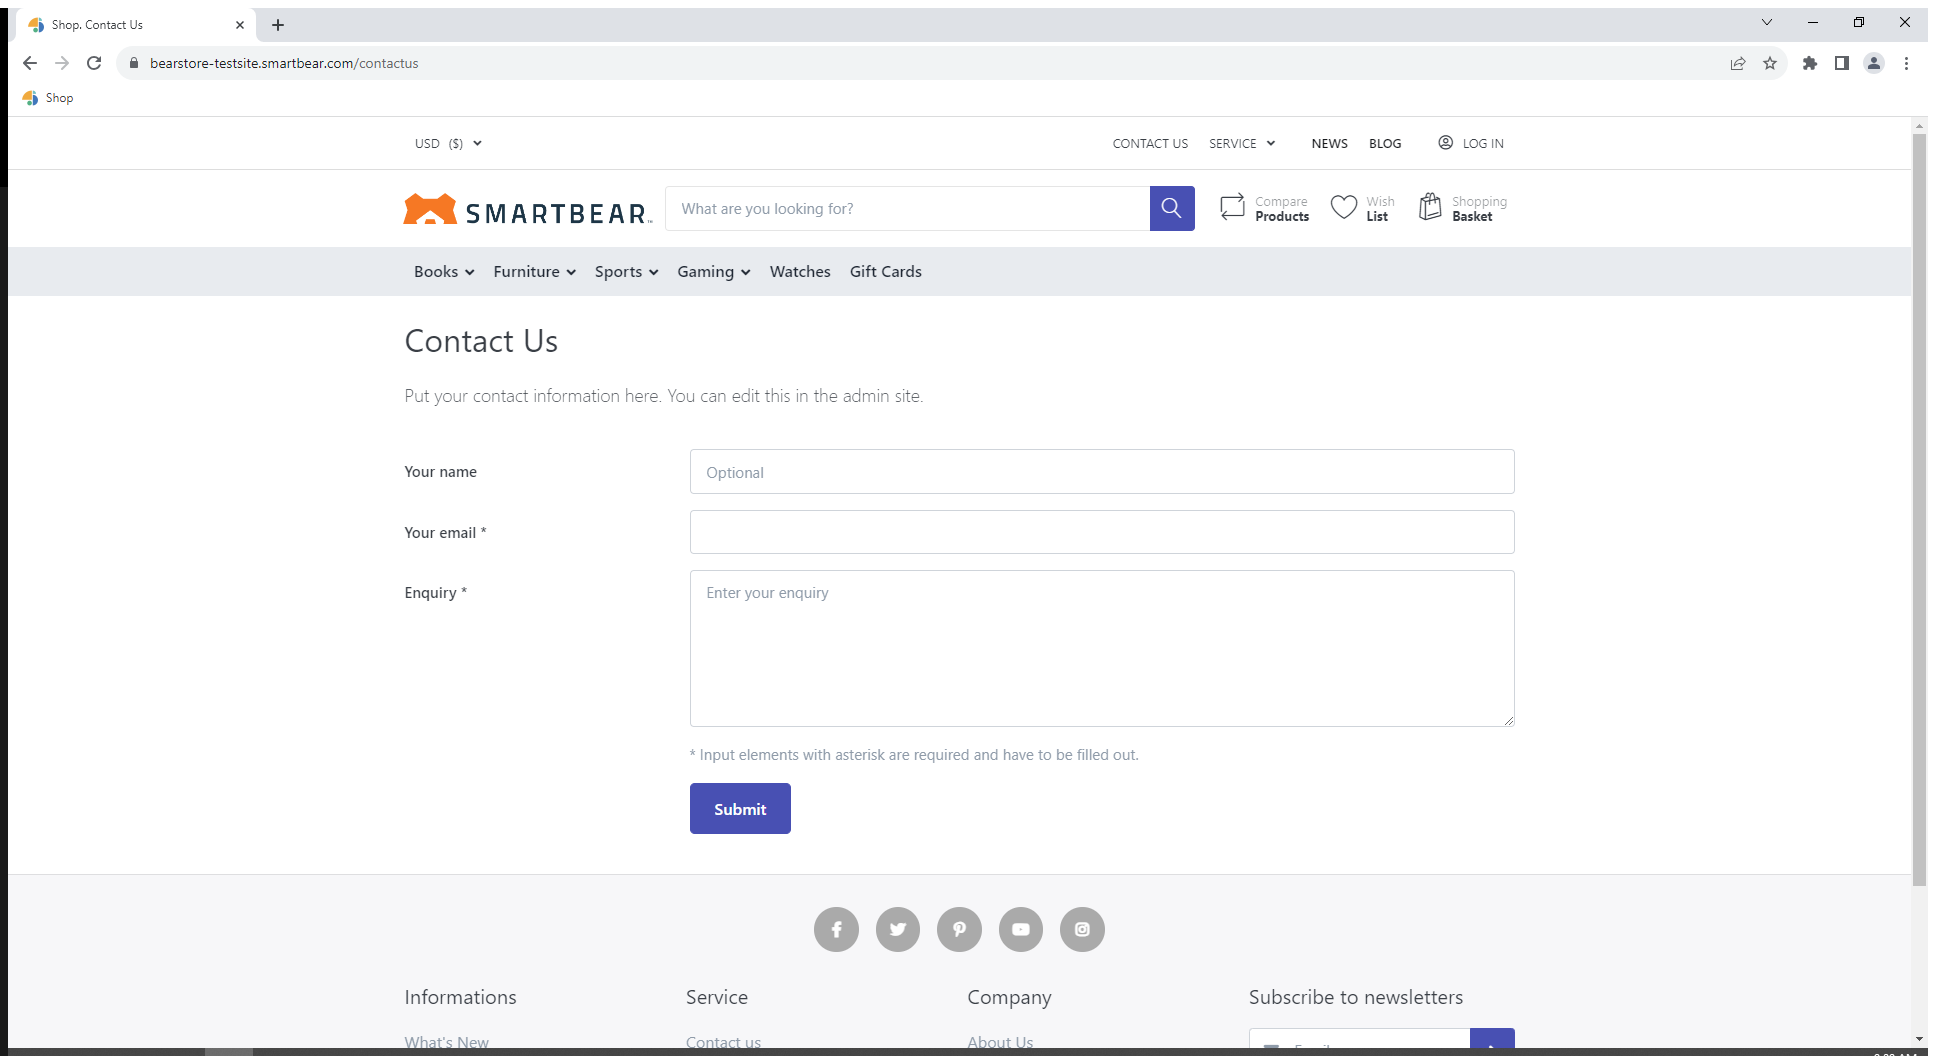 Shop. Contact Us
bearstore-testsite.smartbear.com/contactus
Shop
USD ($)
CONTACT US SERVICE NEWS BLOG LOG IN
SMARTBEAR
What are you looking for?
Compare Products
Wish List
Shopping Basket
Books Furniture Sports Gaming Watches Gift Cards
Contact Us
Put your contact information here. You can edit this in the admin site.
Your name
Optional
Your email *
Enquiry *
Enter your enquiry
* Input elements with asterisk are required and have to be filled out.
Submit
Informations Service Company Subscribe to newsletters
What's New Contact us About Us